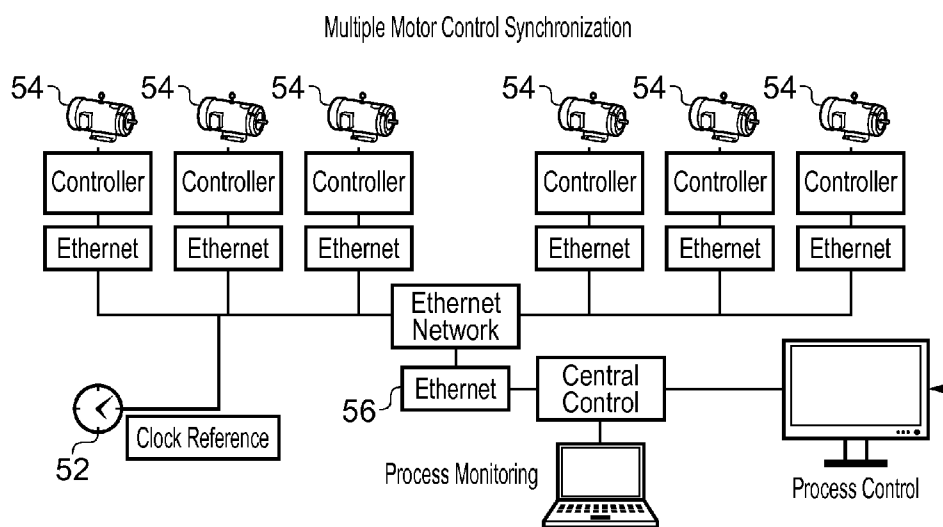 Multiple Motor Control Synchronization
54 54 54 54 54 54
Controller Controller Controller Controller Controller Controller
Ethernet Ethernet Ethernet Ethernet Ethernet Ethernet
Ethernet
Network
52
Clock Reference
56
Ethernet
Central
Control
Process Monitoring
Process Control